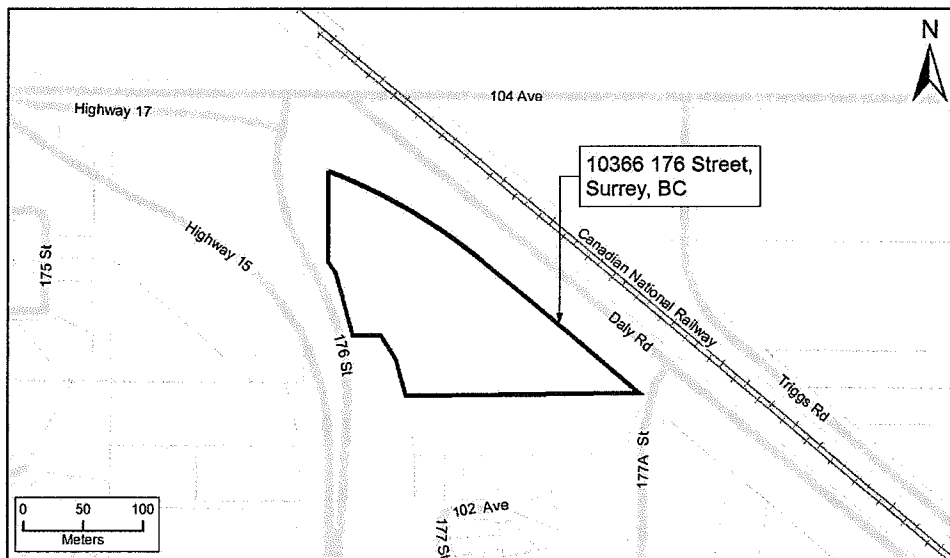 N
104 Ave
Highway 17
10366 176 Street,
Surrey, BC
Highway 15
175 St
Canadian National Railway
Daly Rd
176 St
Triggs Rd
177A St
102 Ave
177 St
0 50 100
Meters